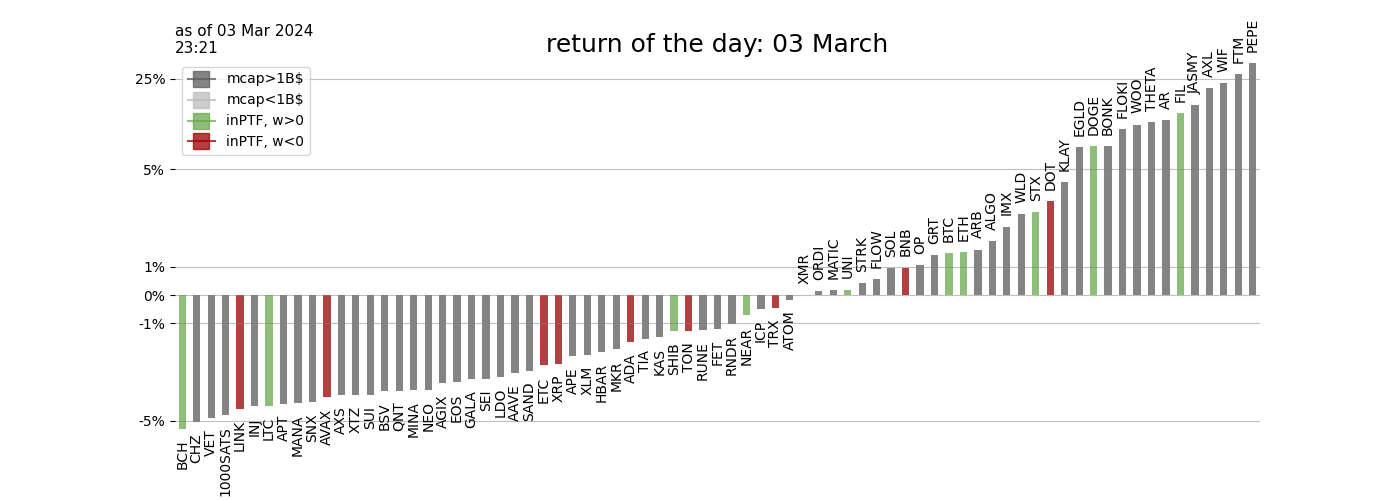 as of 03 Mar 2024
23:21
return of the day: 03 March
mcap>1B$
mcap<1B$
inPTF, w>0
inPTF, w<0
25%
5%
1%
0%
-1%
-5%
BCH
CHZ
VET
1000SATS
LINK
INJ
LTC
APT
MANA
SNX
AVAX
AXS
XTZ
SUI
BSV
QNT
MINA
NEO
AGIX
EOS
GALA
SEI
LDO
AAVE
SAND
ETC
XRP
APE
XLM
HBAR
MKR
ADA
TIA
KAS
SHIB
TON
RUNE
FET
RNDR
NEAR
ICP
TRX
ATOM
XMR
ORDI
MATIC
UNI
STRK
FLOW
SOL
BNB
OP
GRT
BTC
ETH
ARB
ALGO
IMX
WLD
STX
DOT
KLAY
EGLD
DOGE
BONK
FLOKI
WOO
THETA
AR
FIL
JASMY
AXL
WIF
FTM
PEPE